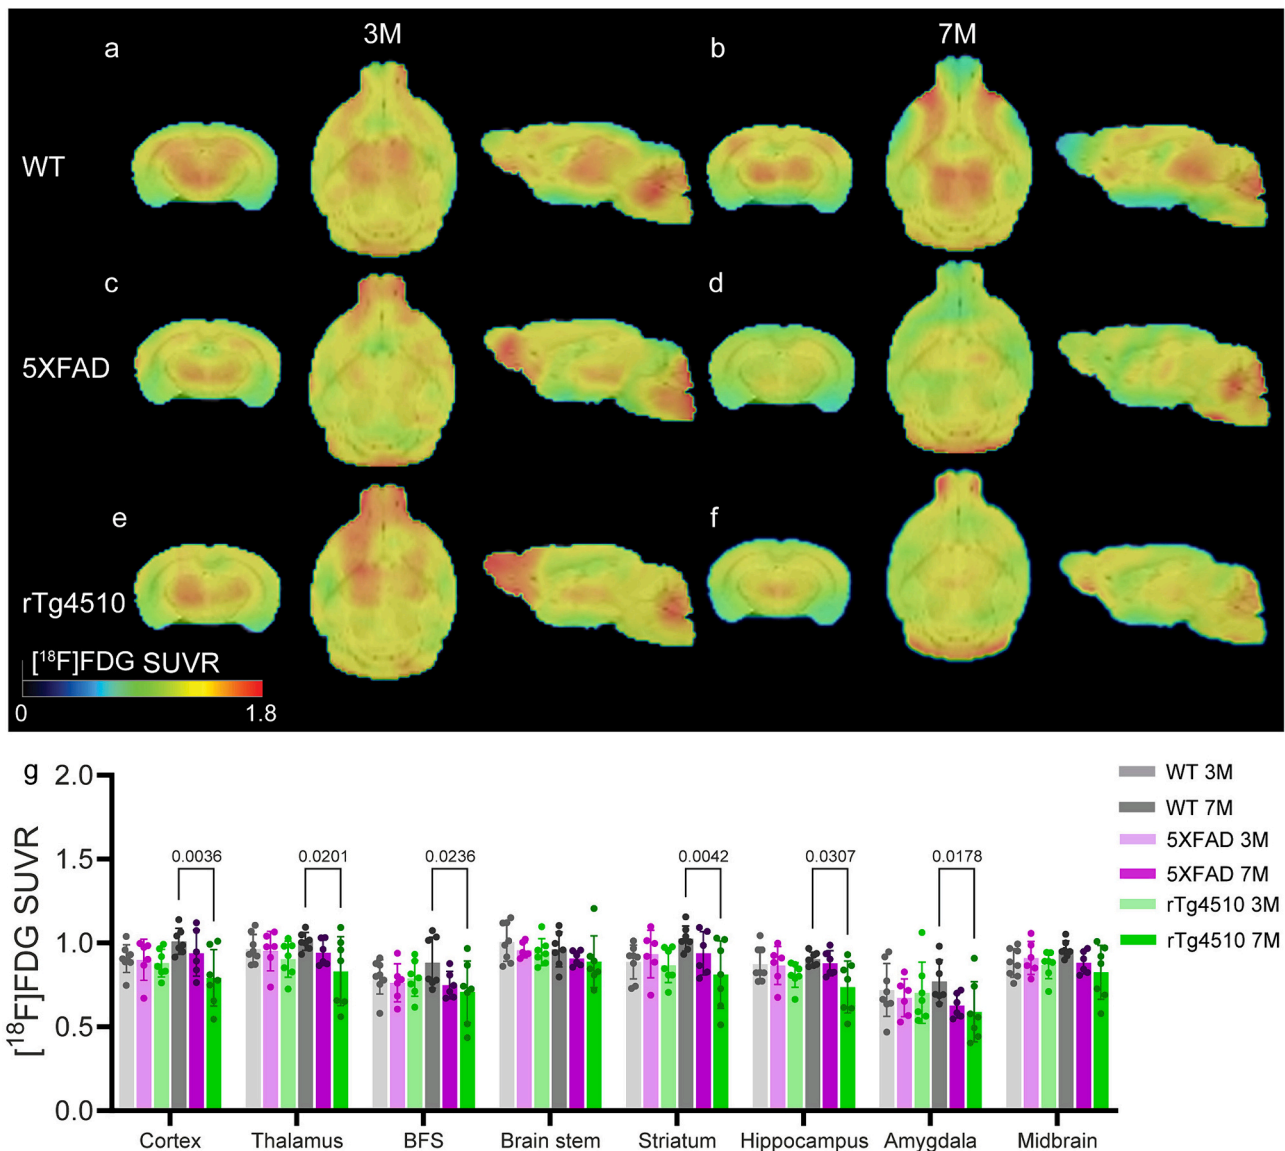 3M
7M
a
b
WT
c
d
5XFAD
e
f
rTg4510
[¹⁸F]FDG SUVR
0
1.8
g
[¹⁸F]FDG SUVR
2.0
1.5
1.0
0.5
0.0
0.0036
0.0201
0.0236
0.0042
0.0307
0.0178
Cortex
Thalamus
BFS
Brain stem
Striatum
Hippocampus
Amygdala
Midbrain
WT 3M
WT 7M
5XFAD 3M
5XFAD 7M
rTg4510 3M
rTg4510 7M